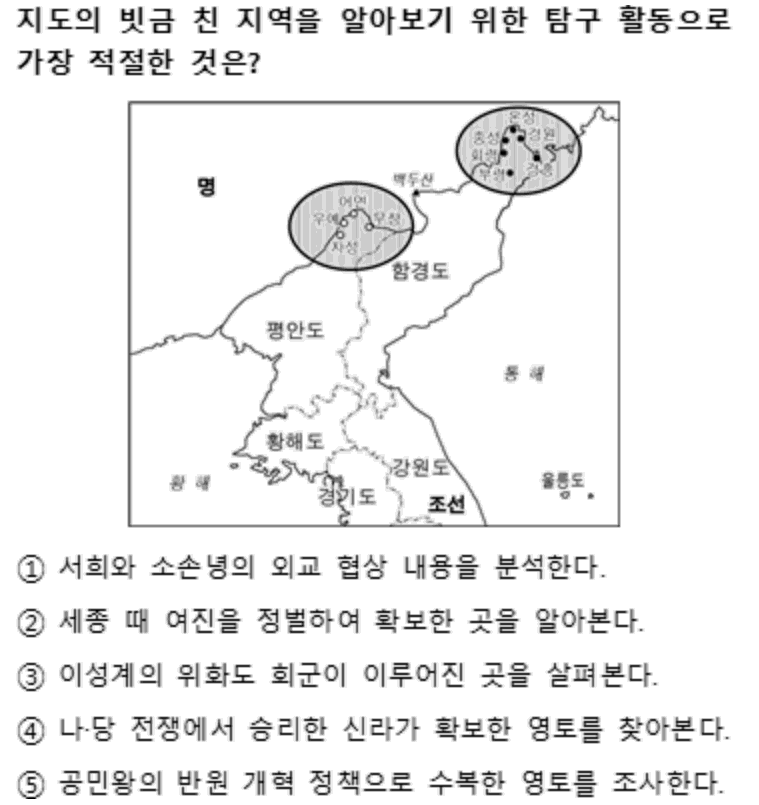 지도의 빗금 친 지역을 알아보기 위한 탐구 활동으로
가장 적절한 것은?
온성
종성 경원
회령
부령 경흥
백두산
명
여연
우예 무창
자성
함경도
평안도
동 해
황해도
강원도
황 해
경기도
조선
울릉도
① 서희와 소손녕의 외교 협상 내용을 분석한다.
② 세종 때 여진을 정벌하여 확보한 곳을 알아본다.
③ 이성계의 위화도 회군이 이루어진 곳을 살펴본다.
④ 나·당 전쟁에서 승리한 신라가 확보한 영토를 찾아본다.
⑤ 공민왕의 반원 개혁 정책으로 수복한 영토를 조사한다.